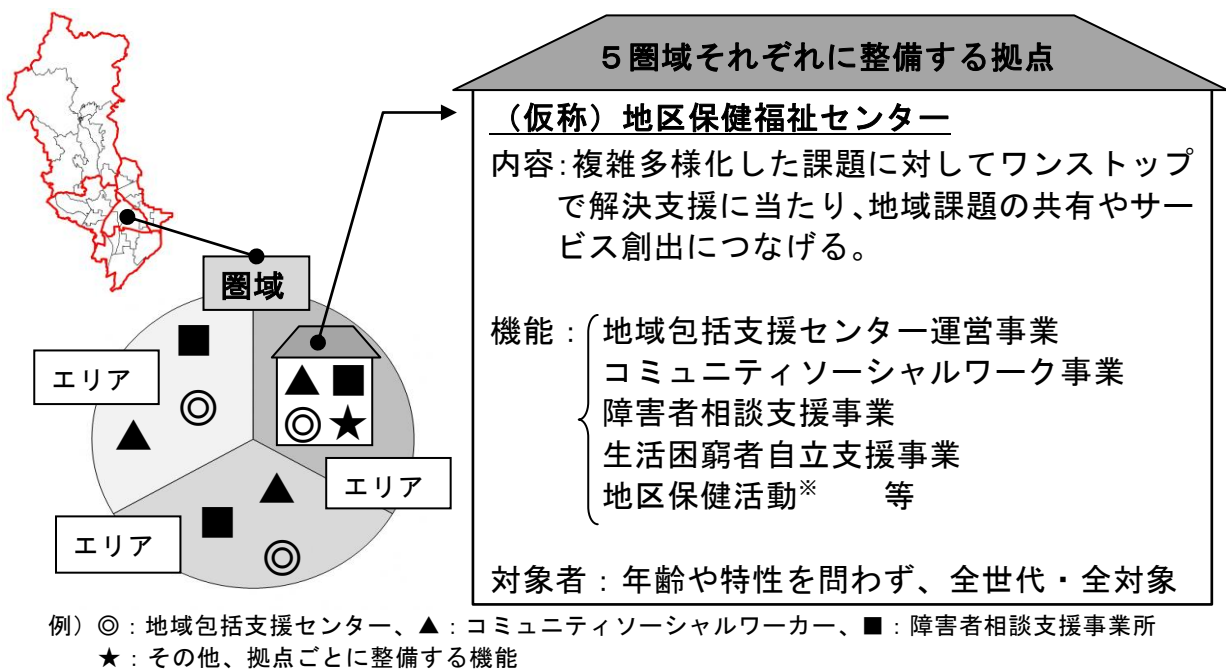 5圏域それぞれに整備する拠点
（仮称）地区保健福祉センター
内容：複雑多様化した課題に対してワンストップ
で解決支援に当たり、地域課題の共有やサー
ビス創出につなげる。
機能：地域包括支援センター運営事業
コミュニティソーシャルワーク事業
障害者相談支援事業
生活困窮者自立支援事業
地区保健活動※　等
対象者：年齢や特性を問わず、全世代・全対象
圏域
エリア
エリア
エリア
例）◎：地域包括支援センター、▲：コミュニティソーシャルワーカー、■：障害者相談支援事業所
★：その他、拠点ごとに整備する機能